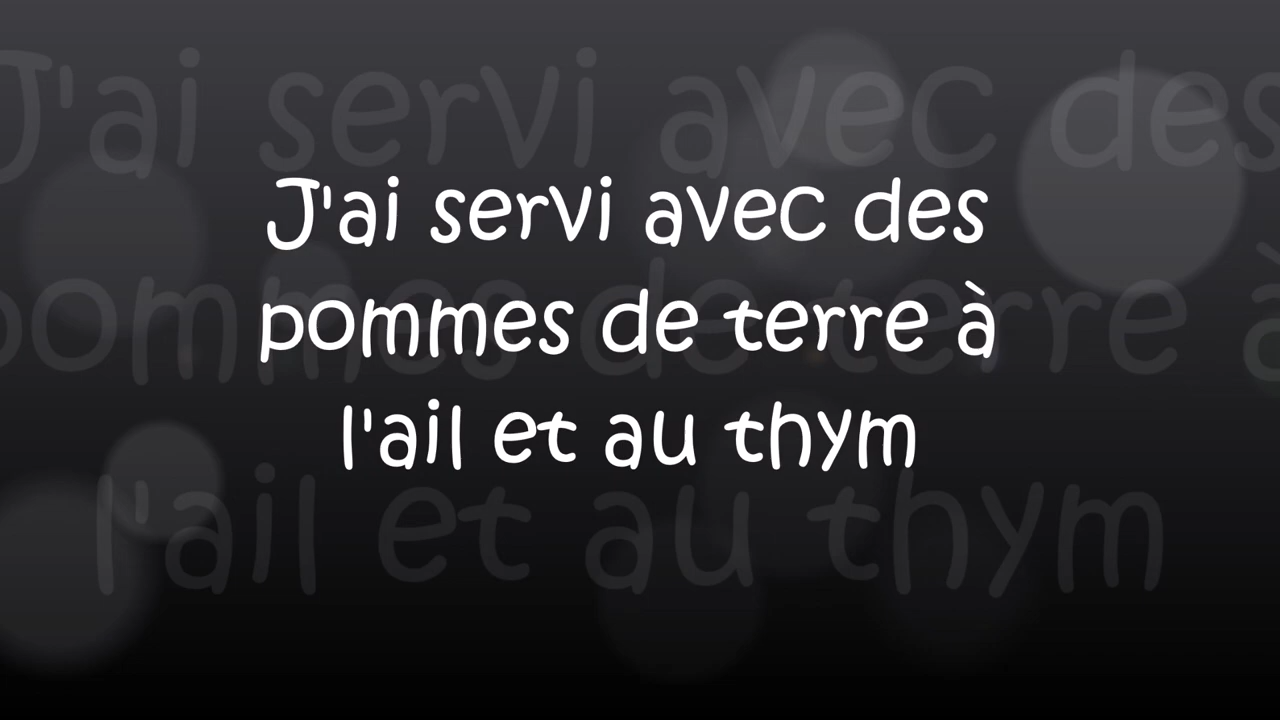 J'ai servi avec des
pommes de terre à
l'ail et au thym